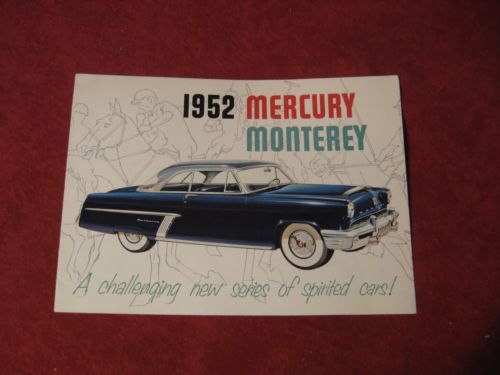 1952 MERCURY
MONTEREY
A challenging new series of spirited cars!